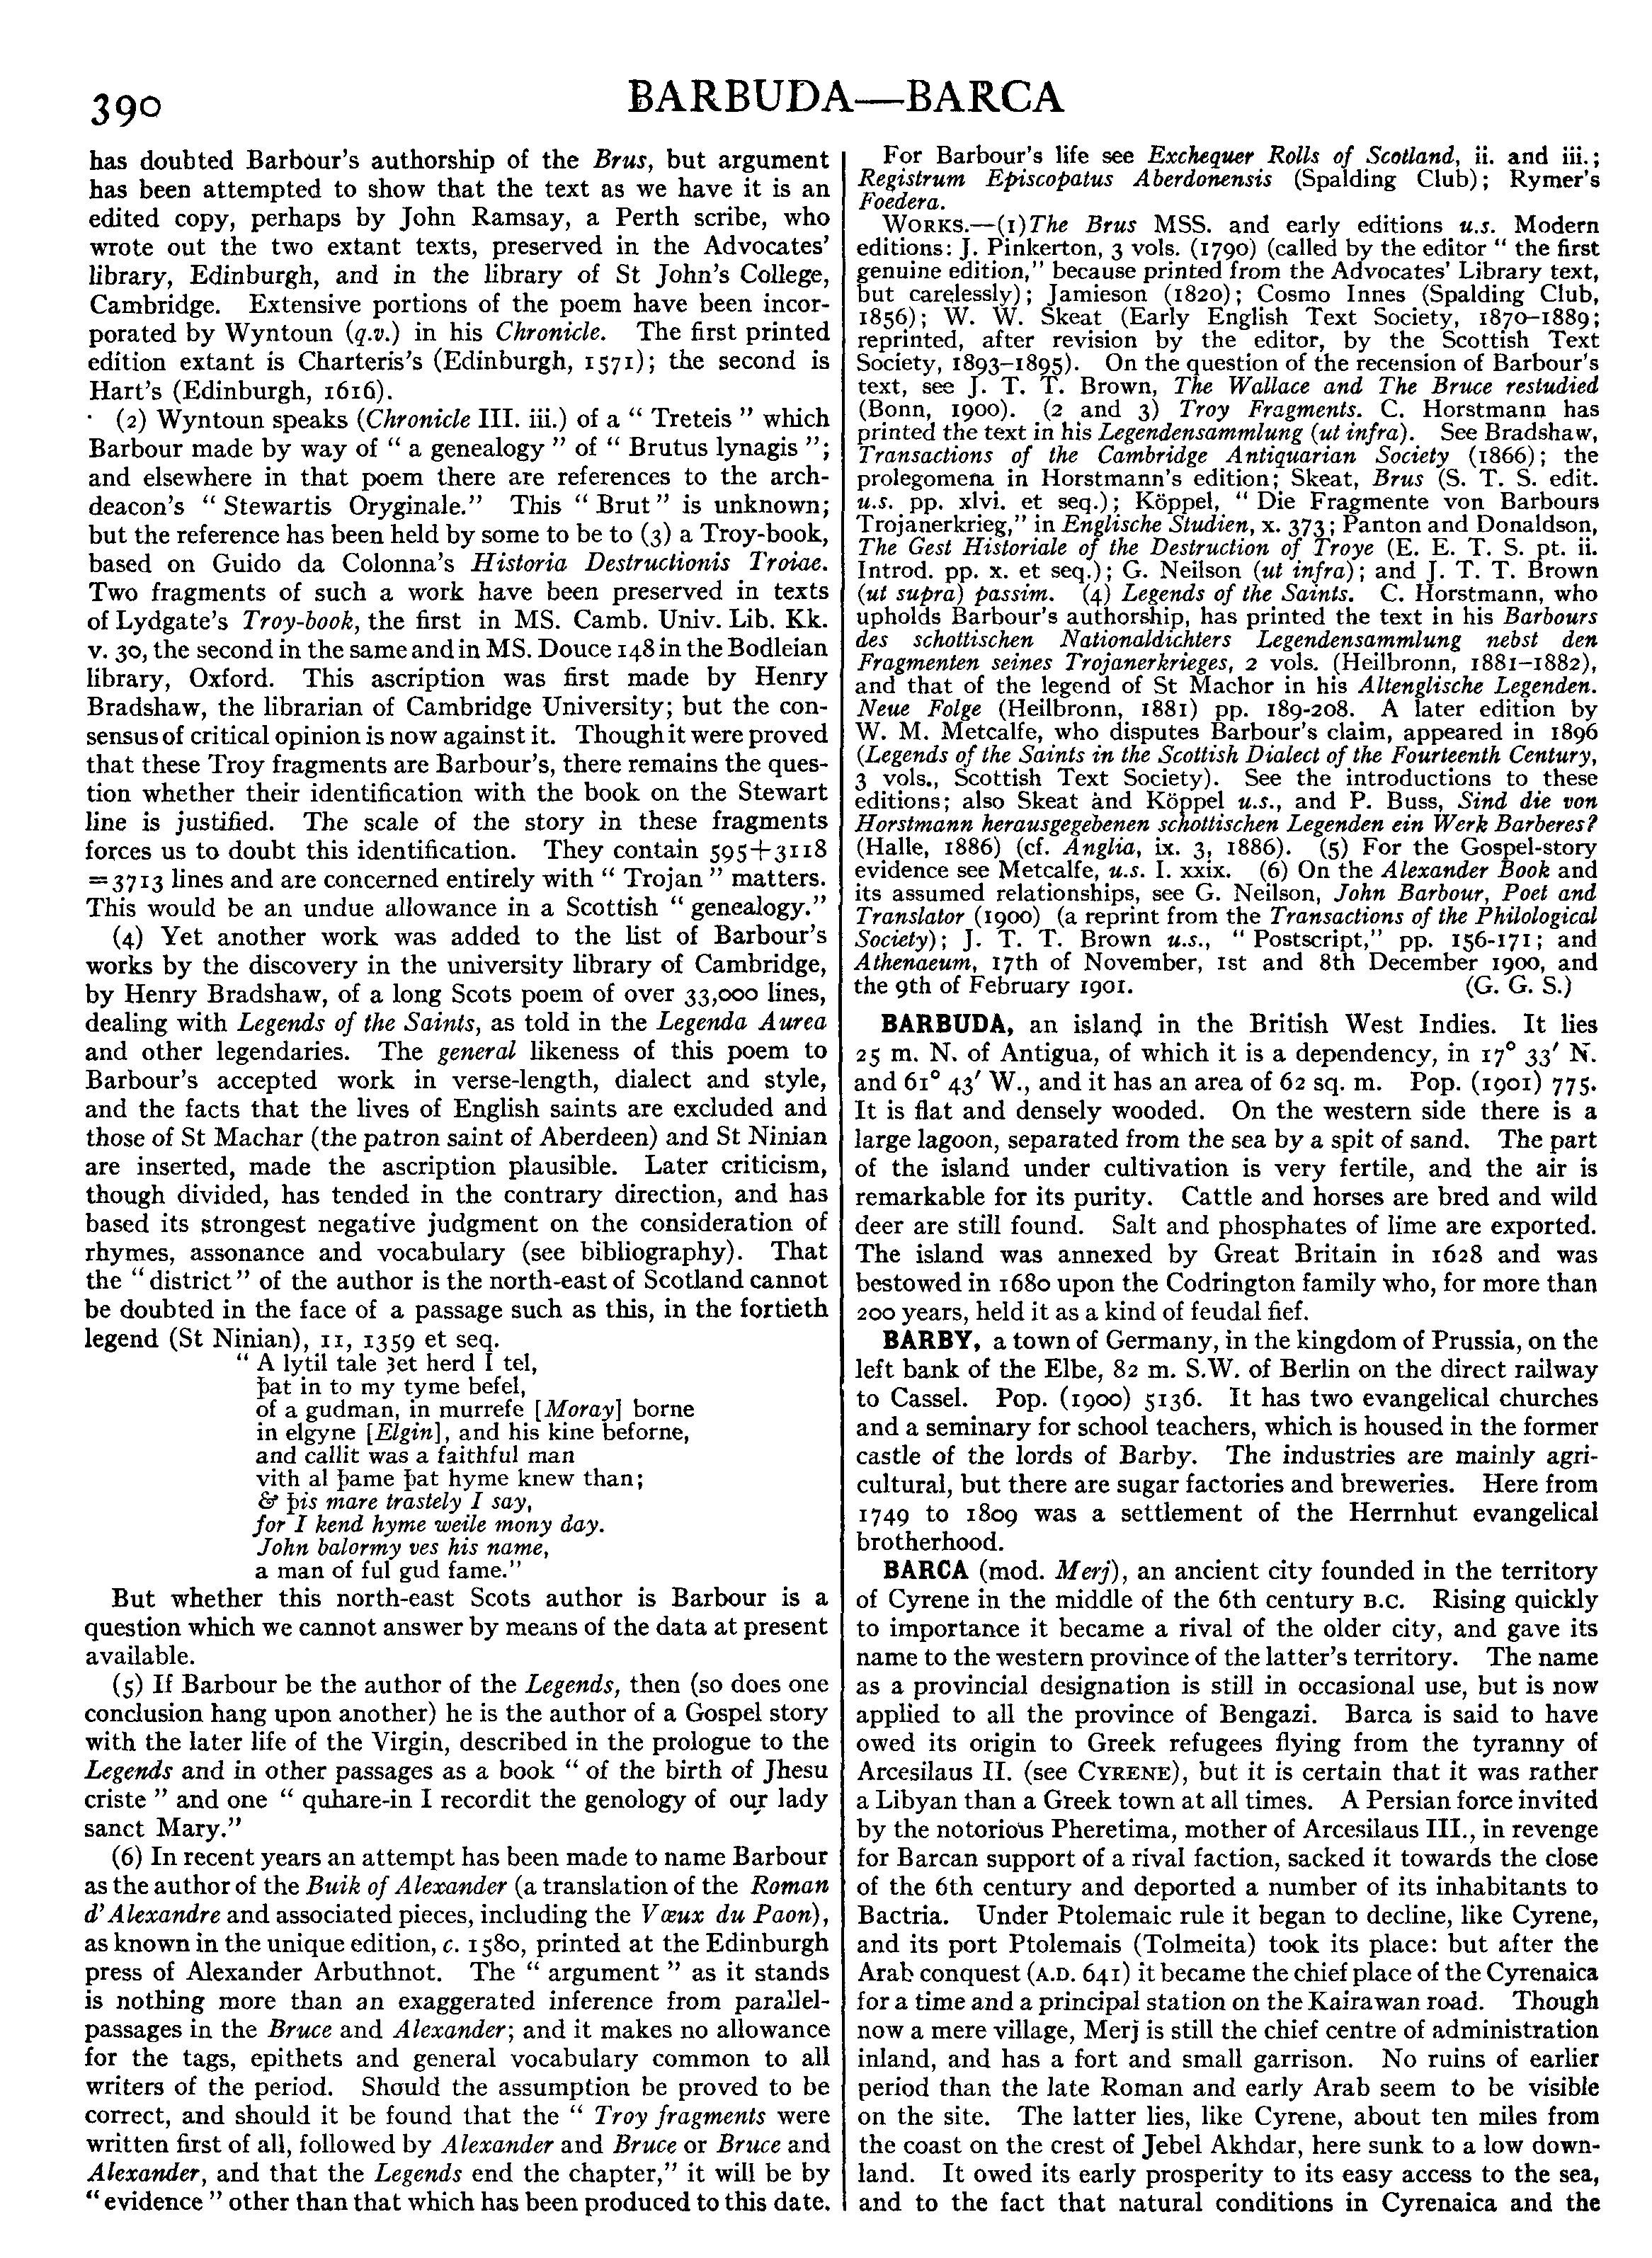 390
BARBUDA—BARCA
has doubted Barbour's authorship of the Brus, but argument
has been attempted to show that the text as we have it is an
edited copy, perhaps by John Ramsay, a Perth scribe, who
wrote out the two extant texts, preserved in the Advocates'
library, Edinburgh, and in the library of St John's College,
Cambridge. Extensive portions of the poem have been incor-
porated by Wyntoun (q.v.) in his Chronicle. The first printed
edition extant is Charteris's (Edinburgh, 1571); the second is
Hart's (Edinburgh, 1616).
(2) Wyntoun speaks (Chronicle III. iii.) of a " Treteis " which
Barbour made by way of " a genealogy " of " Brutus lynagis ";
and elsewhere in that poem there are references to the arch-
deacon's " Stewartis Oryginale." This " Brut " is unknown;
but the reference has been held by some to be to (3) a Troy-book,
based on Guido da Colonna's Historia Destructionis Troiae.
Two fragments of such a work have been preserved in texts
of Lydgate's Troy-book, the first in MS. Camb. Univ. Lib. Kk.
v. 30, the second in the same and in MS. Douce 148 in the Bodleian
library, Oxford. This ascription was first made by Henry
Bradshaw, the librarian of Cambridge University; but the con-
sensus of critical opinion is now against it. Though it were proved
that these Troy fragments are Barbour's, there remains the ques-
tion whether their identification with the book on the Stewart
line is justified. The scale of the story in these fragments
forces us to doubt this identification. They contain 595+3118
=3713 lines and are concerned entirely with " Trojan " matters.
This would be an undue allowance in a Scottish " genealogy."
(4) Yet another work was added to the list of Barbour's
works by the discovery in the university library of Cambridge,
by Henry Bradshaw, of a long Scots poem of over 33,000 lines,
dealing with Legends of the Saints, as told in the Legenda Aurea
and other legendaries. The general likeness of this poem to
Barbour's accepted work in verse-length, dialect and style,
and the facts that the lives of English saints are excluded and
those of St Machar (the patron saint of Aberdeen) and St Ninian
are inserted, made the ascription plausible. Later criticism,
though divided, has tended in the contrary direction, and has
based its strongest negative judgment on the consideration of
rhymes, assonance and vocabulary (see bibliography). That
the " district " of the author is the north-east of Scotland cannot
be doubted in the face of a passage such as this, in the fortieth
legend (St Ninian), 11, 1359 et seq.
" A lytil tale ȝet herd I tel,
þat in to my tyme befel,
of a gudman, in murrefe [Moray] borne
in elgyne [Elgin], and his kine beforne,
and callit was a faithful man
vith al þame þat hyme knew than;
& þis mare trastely I say,
for I kend hyme weile mony day.
John balormy ves his name,
a man of ful gud fame."
But whether this north-east Scots author is Barbour is a
question which we cannot answer by means of the data at present
available.
(5) If Barbour be the author of the Legends, then (so does one
conclusion hang upon another) he is the author of a Gospel story
with the later life of the Virgin, described in the prologue to the
Legends and in other passages as a book " of the birth of Jhesu
criste " and one " quhare-in I recordit the genology of our lady
sanct Mary."
(6) In recent years an attempt has been made to name Barbour
as the author of the Buik of Alexander (a translation of the Roman
d'Alexandre and associated pieces, including the Vœux du Paon),
as known in the unique edition, c. 1580, printed at the Edinburgh
press of Alexander Arbuthnot. The " argument " as it stands
is nothing more than an exaggerated inference from parallel-
passages in the Bruce and Alexander; and it makes no allowance
for the tags, epithets and general vocabulary common to all
writers of the period. Should the assumption be proved to be
correct, and should it be found that the " Troy fragments were
written first of all, followed by Alexander and Bruce or Bruce and
Alexander, and that the Legends end the chapter," it will be by
" evidence " other than that which has been produced to this date.
For Barbour's life see Exchequer Rolls of Scotland, ii. and iii.;
Registrum Episcopatus Aberdonensis (Spalding Club); Rymer's
Foedera.
WORKS.—(1) The Brus MSS. and early editions u.s. Modern
editions: J. Pinkerton, 3 vols. (1790) (called by the editor " the first
genuine edition," because printed from the Advocates' Library text,
but carelessly); Jamieson (1820); Cosmo Innes (Spalding Club,
1856); W. W. Skeat (Early English Text Society, 1870-1889;
reprinted, after revision by the editor, by the Scottish Text
Society, 1893-1895). On the question of the recension of Barbour's
text, see J. T. T. Brown, The Wallace and The Bruce restudied
(Bonn, 1900). (2 and 3) Troy Fragments. C. Horstmann has
printed the text in his Legendensammlung (ut infra). See Bradshaw,
Transactions of the Cambridge Antiquarian Society (1866); the
prolegomena in Horstmann's edition; Skeat, Brus (S. T. S. edit.
u.s. pp. xlvi. et seq.); Köppel, " Die Fragmente von Barbours
Trojanerkrieg," in Englische Studien, x. 373; Panton and Donaldson,
The Gest Historiale of the Destruction of Troye (E. E. T. S. pt. ii.
Introd. pp. x. et seq.); G. Neilson (ut infra); and J. T. T. Brown
(ut supra) passim. (4) Legends of the Saints. C. Horstmann, who
upholds Barbour's authorship, has printed the text in his Barbours
des schottischen Nationaldichters Legendensammlung nebst den
Fragmenten seines Trojanerkrieges, 2 vols. (Heilbronn, 1881-1882),
and that of the legend of St Machor in his Altenglische Legenden.
Neue Folge (Heilbronn, 1881) pp. 189-208. A later edition by
W. M. Metcalfe, who disputes Barbour's claim, appeared in 1896
(Legends of the Saints in the Scottish Dialect of the Fourteenth Century,
3 vols., Scottish Text Society). See the introductions to these
editions; also Skeat and Köppel u.s., and P. Buss, Sind die von
Horstmann herausgegebenen schottischen Legenden ein Werk Barberes?
(Halle, 1886) (cf. Anglia, ix. 3, 1886). (5) For the Gospel-story
evidence see Metcalfe, u.s. I. xxix. (6) On the Alexander Book and
its assumed relationships, see G. Neilson, John Barbour, Poet and
Translator (1900) (a reprint from the Transactions of the Philological
Society); J. T. T. Brown u.s., " Postscript," pp. 156-171; and
Athenaeum, 17th of November, 1st and 8th December 1900, and
the 9th of February 1901. (G. G. S.)
BARBUDA, an island in the British West Indies. It lies
25 m. N. of Antigua, of which it is a dependency, in 17° 33′ N.
and 61° 43′ W., and it has an area of 62 sq. m. Pop. (1901) 775.
It is flat and densely wooded. On the western side there is a
large lagoon, separated from the sea by a spit of sand. The part
of the island under cultivation is very fertile, and the air is
remarkable for its purity. Cattle and horses are bred and wild
deer are still found. Salt and phosphates of lime are exported.
The island was annexed by Great Britain in 1628 and was
bestowed in 1680 upon the Codrington family who, for more than
200 years, held it as a kind of feudal fief.
BARBY, a town of Germany, in the kingdom of Prussia, on the
left bank of the Elbe, 82 m. S.W. of Berlin on the direct railway
to Cassel. Pop. (1900) 5136. It has two evangelical churches
and a seminary for school teachers, which is housed in the former
castle of the lords of Barby. The industries are mainly agri-
cultural, but there are sugar factories and breweries. Here from
1749 to 1809 was a settlement of the Herrnhut evangelical
brotherhood.
BARCA (mod. Merj), an ancient city founded in the territory
of Cyrene in the middle of the 6th century B.C. Rising quickly
to importance it became a rival of the older city, and gave its
name to the western province of the latter's territory. The name
as a provincial designation is still in occasional use, but is now
applied to all the province of Bengazi. Barca is said to have
owed its origin to Greek refugees flying from the tyranny of
Arcesilaus II. (see CYRENE), but it is certain that it was rather
a Libyan than a Greek town at all times. A Persian force invited
by the notorious Pheretima, mother of Arcesilaus III., in revenge
for Barcan support of a rival faction, sacked it towards the close
of the 6th century and deported a number of its inhabitants to
Bactria. Under Ptolemaic rule it began to decline, like Cyrene,
and its port Ptolemais (Tolmeita) took its place: but after the
Arab conquest (A.D. 641) it became the chief place of the Cyrenaica
for a time and a principal station on the Kairawan road. Though
now a mere village, Merj is still the chief centre of administration
inland, and has a fort and small garrison. No ruins of earlier
period than the late Roman and early Arab seem to be visible
on the site. The latter lies, like Cyrene, about ten miles from
the coast on the crest of Jebel Akhdar, here sunk to a low down-
land. It owed its early prosperity to its easy access to the sea,
and to the fact that natural conditions in Cyrenaica and the